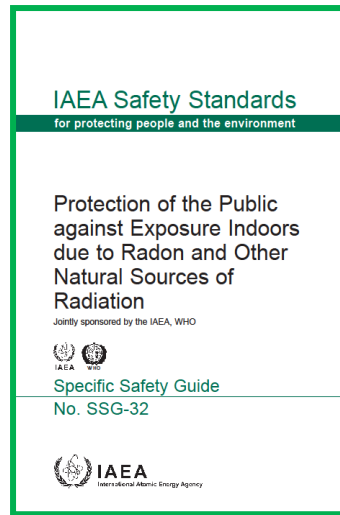 IAEA Safety Standards
for protecting people and the environment
Protection of the Public
against Exposure Indoors
due to Radon and Other
Natural Sources of
Radiation
Jointly sponsored by the IAEA, WHO
IAEA WHO
Specific Safety Guide
No. SSG-32
IAEA
International Atomic Energy Agency